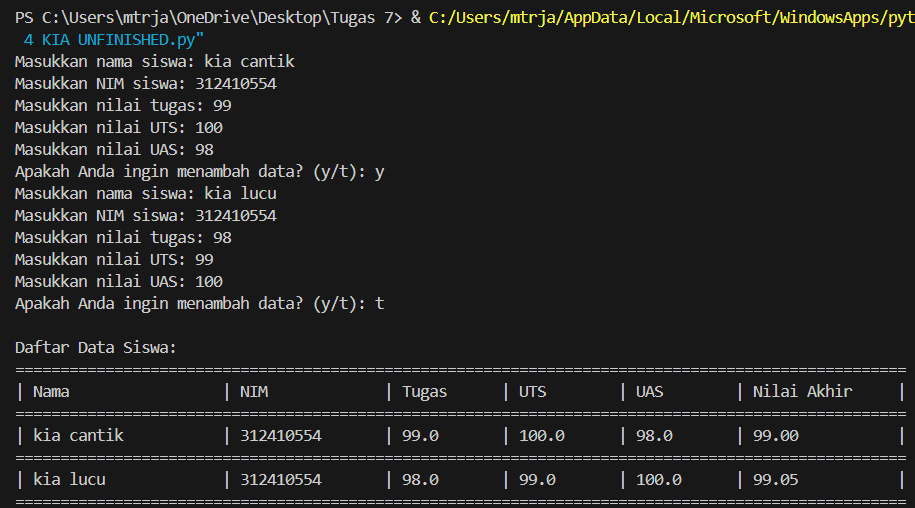 PS C:\Users\mtrja\OneDrive\Desktop\Tugas 7> & C:/Users/mtrja/AppData/Local/Microsoft/WindowsApps/pyt
4 KIA UNFINISHED.py"
Masukkan nama siswa: kia cantik
Masukkan NIM siswa: 312410554
Masukkan nilai tugas: 99
Masukkan nilai UTS: 100
Masukkan nilai UAS: 98
Apakah Anda ingin menambah data? (y/t): y
Masukkan nama siswa: kia lucu
Masukkan NIM siswa: 312410554
Masukkan nilai tugas: 98
Masukkan nilai UTS: 99
Masukkan nilai UAS: 100
Apakah Anda ingin menambah data? (y/t): t
Daftar Data Siswa:
===================================================================================================
| Nama                 | NIM             | Tugas      | UTS        | UAS        | Nilai Akhir     |
===================================================================================================
| kia cantik           | 312410554       | 99.0       | 100.0      | 98.0       | 99.00           |
===================================================================================================
| kia lucu             | 312410554       | 98.0       | 99.0       | 100.0      | 99.05           |
===================================================================================================